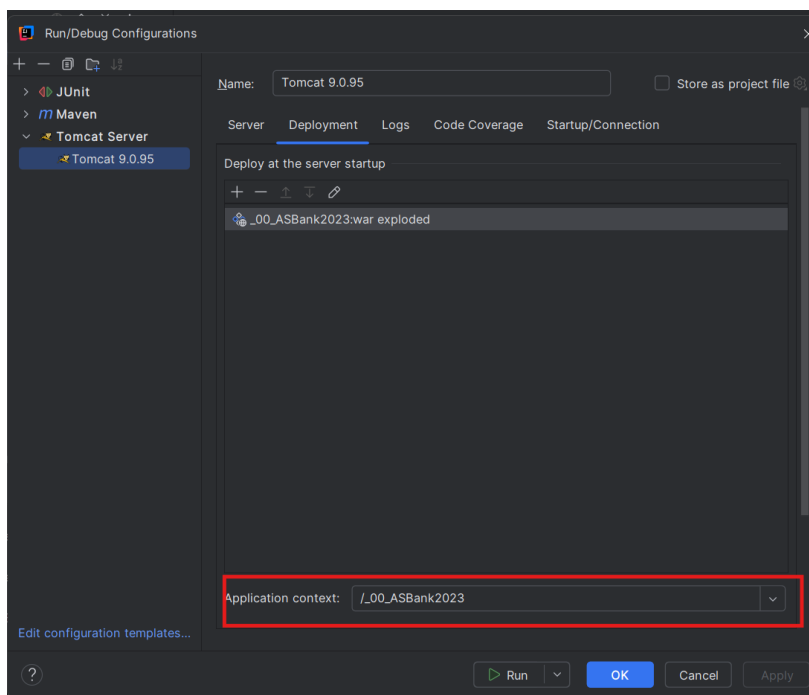 Run/Debug Configurations
Name: Tomcat 9.0.95 Store as project file
JUnit
Maven
Tomcat Server
Tomcat 9.0.95
Server Deployment Logs Code Coverage Startup/Connection
Deploy at the server startup
_00_ASBank2023:war exploded
Application context: /_00_ASBank2023
Edit configuration templates...
? Run OK Cancel Apply